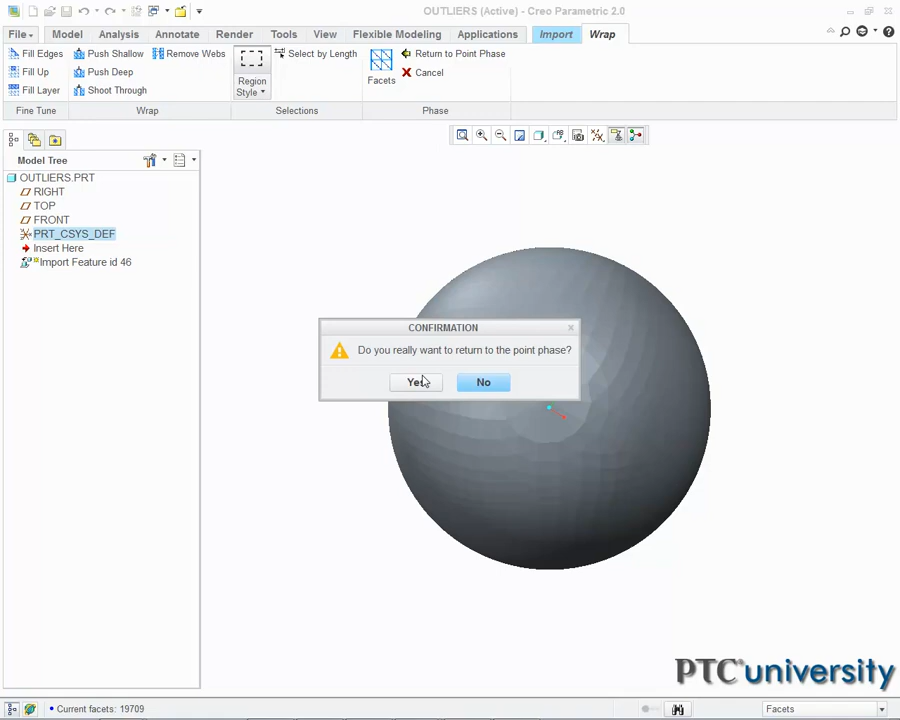 OUTLIERS (Active) - Creo Parametric 2.0
File Model Analysis Annotate Render Tools View Flexible Modeling Applications Import Wrap
Fill Edges Push Shallow Remove Webs Select by Length Return to Point Phase
Fill Up Push Deep Region Style Facets Cancel
Fill Layer Shoot Through
Fine Tune Wrap Selections Phase
Model Tree
OUTLIERS.PRT
RIGHT
TOP
FRONT
PRT_CSYS_DEF
Insert Here
Import Feature id 46
CONFIRMATION
Do you really want to return to the point phase?
Yes No
PTC university
Current facets: 19709 Facets